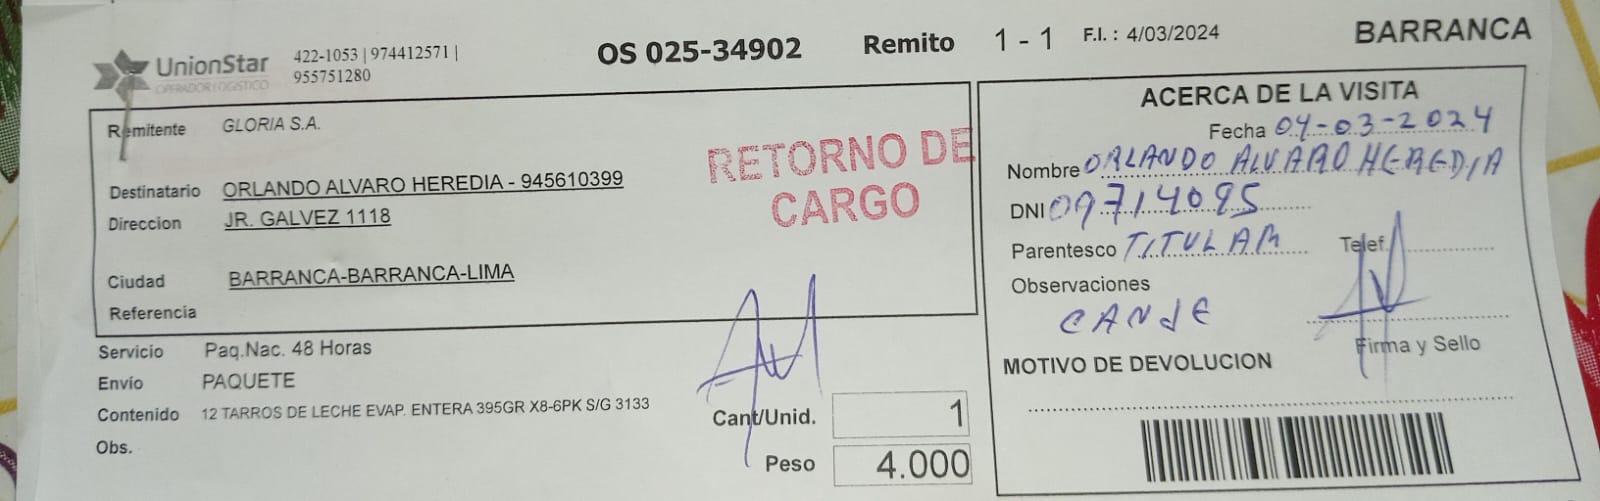 UnionStar
OPERADOR LOGISTICO
422-1053 | 974412571 |
955751280
OS 025-34902
Remito 1 - 1
F.I. : 4/03/2024
BARRANCA
Remitente GLORIA S.A.
Destinatario ORLANDO ALVARO HEREDIA - 945610399
Direccion JR. GALVEZ 1118
Ciudad BARRANCA-BARRANCA-LIMA
Referencia
RETORNO DE
CARGO
Servicio Paq.Nac. 48 Horas
Envío PAQUETE
Contenido 12 TARROS DE LECHE EVAP. ENTERA 395GR X8-6PK S/G 3133
Obs.
Cant/Unid. 1
Peso 4.000
ACERCA DE LA VISITA
Fecha 04-03-2024
Nombre ORLANDO ALVARO HEREDIA
DNI 09714095
Parentesco TITULAR Telef.
Observaciones
CANJE
Firma y Sello
MOTIVO DE DEVOLUCION